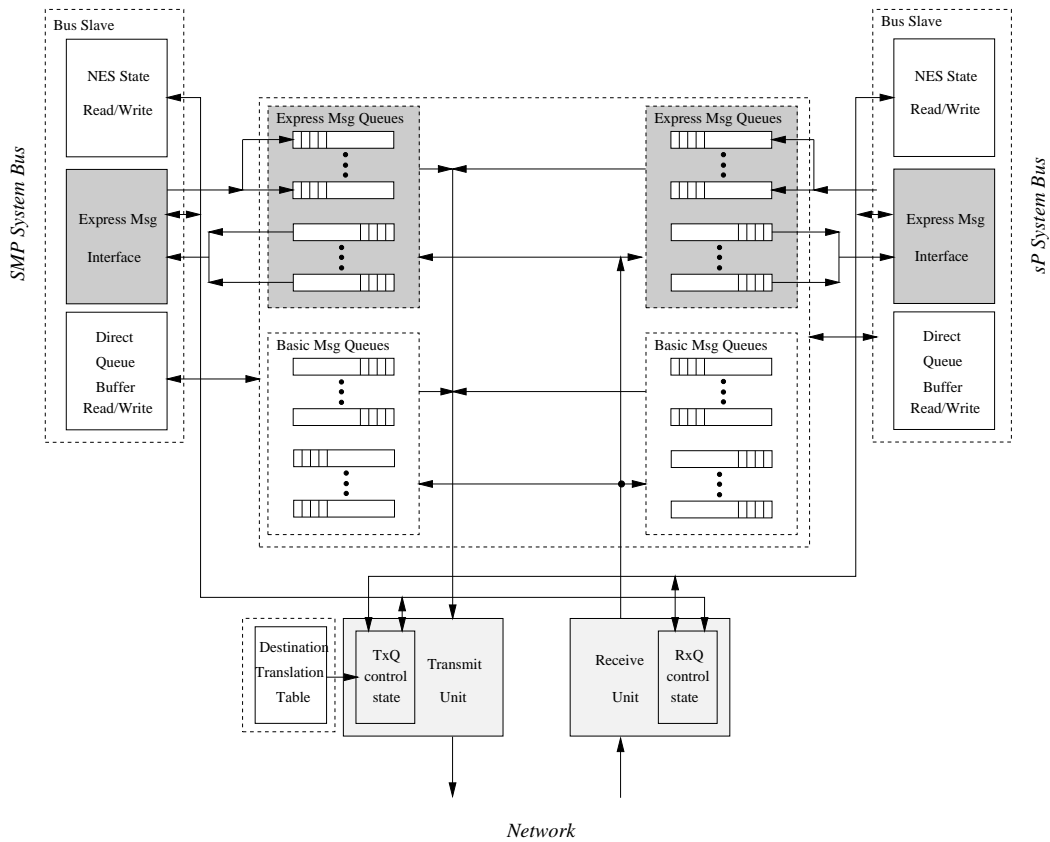 Bus Slave
NES State
Read/Write
Express Msg
Interface
Direct
Queue
Buffer
Read/Write
SMP System Bus
Express Msg Queues
Basic Msg Queues
Express Msg Queues
Basic Msg Queues
Bus Slave
NES State
Read/Write
Express Msg
Interface
Direct
Queue
Buffer
Read/Write
sP System Bus
Destination
Translation
Table
TxQ
control
state
Transmit
Unit
Receive
Unit
RxQ
control
state
Network